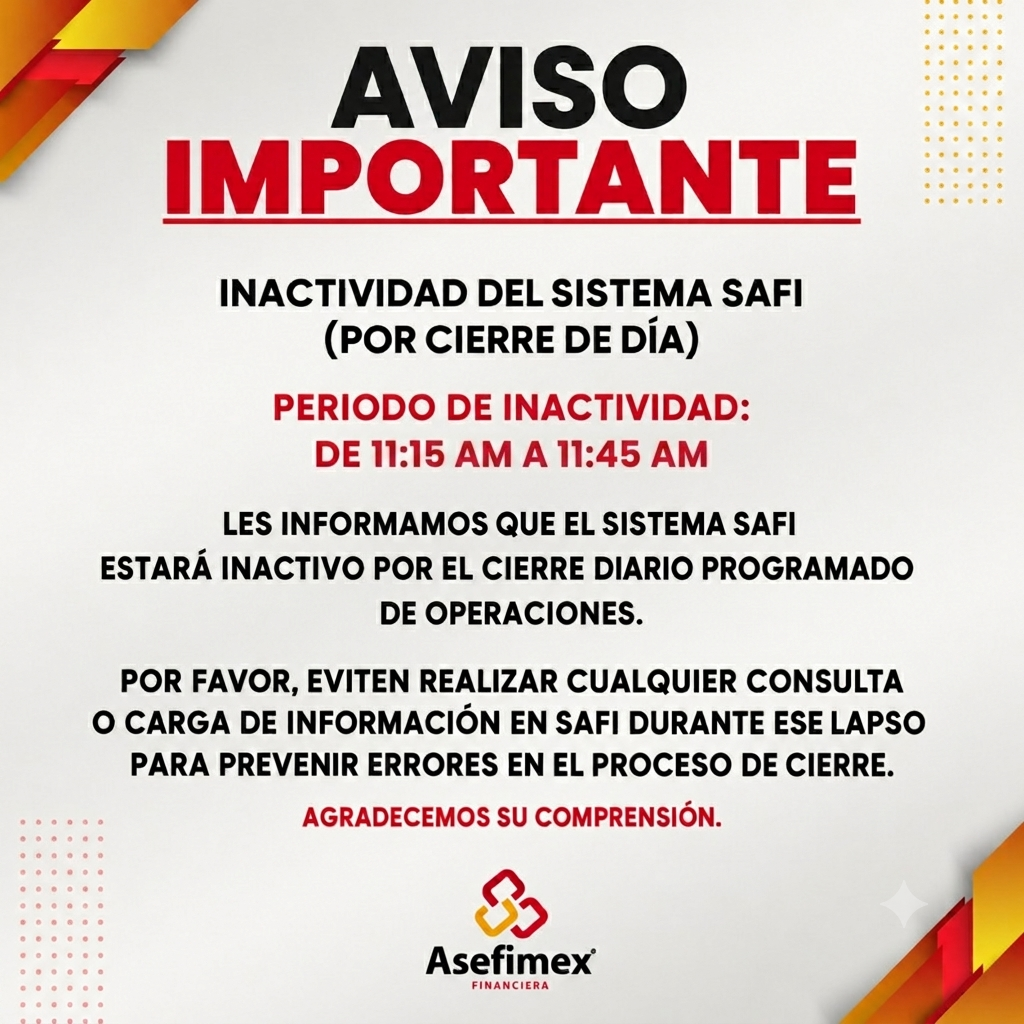 AVISO
IMPORTANTE
INACTIVIDAD DEL SISTEMA SAFI
(POR CIERRE DE DÍA)
PERIODO DE INACTIVIDAD:
DE 11:15 AM A 11:45 AM
LES INFORMAMOS QUE EL SISTEMA SAFI
ESTARÁ INACTIVO POR EL CIERRE DIARIO PROGRAMADO
DE OPERACIONES.
POR FAVOR, EVITEN REALIZAR CUALQUIER CONSULTA
O CARGA DE INFORMACIÓN EN SAFI DURANTE ESE LAPSO
PARA PREVENIR ERRORES EN EL PROCESO DE CIERRE.
AGRADECEMOS SU COMPRENSIÓN.
Asefimex
FINANCIERA